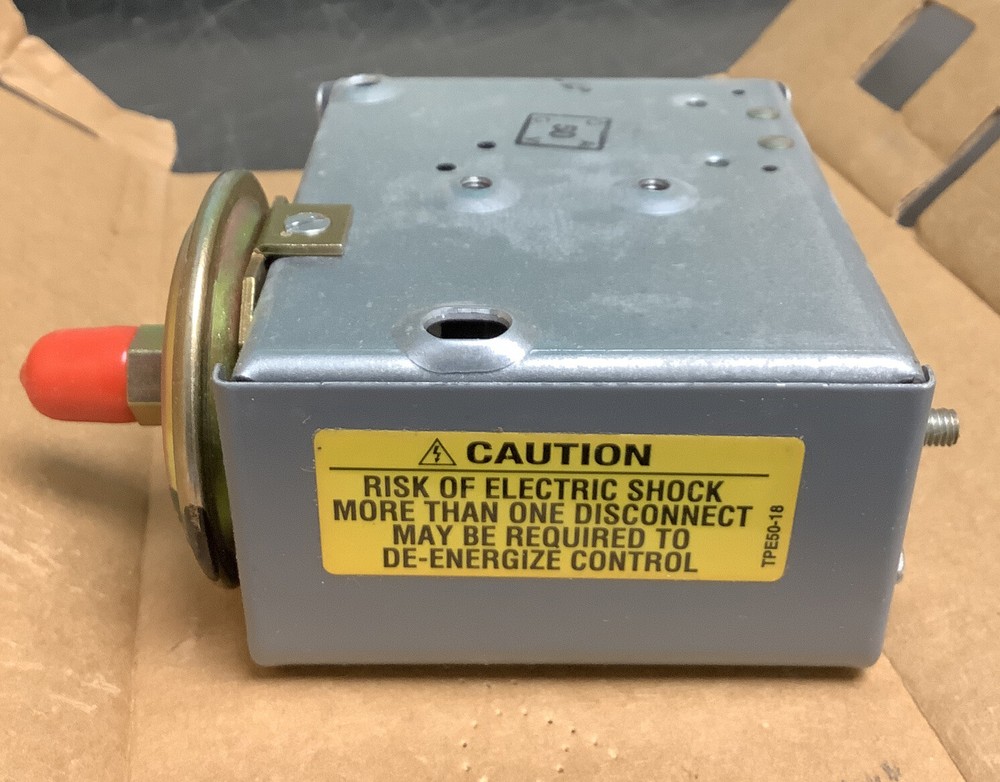 CAUTION
RISK OF ELECTRIC SHOCK
MORE THAN ONE DISCONNECT
MAY BE REQUIRED TO
DE-ENERGIZE CONTROL
TPE50-18